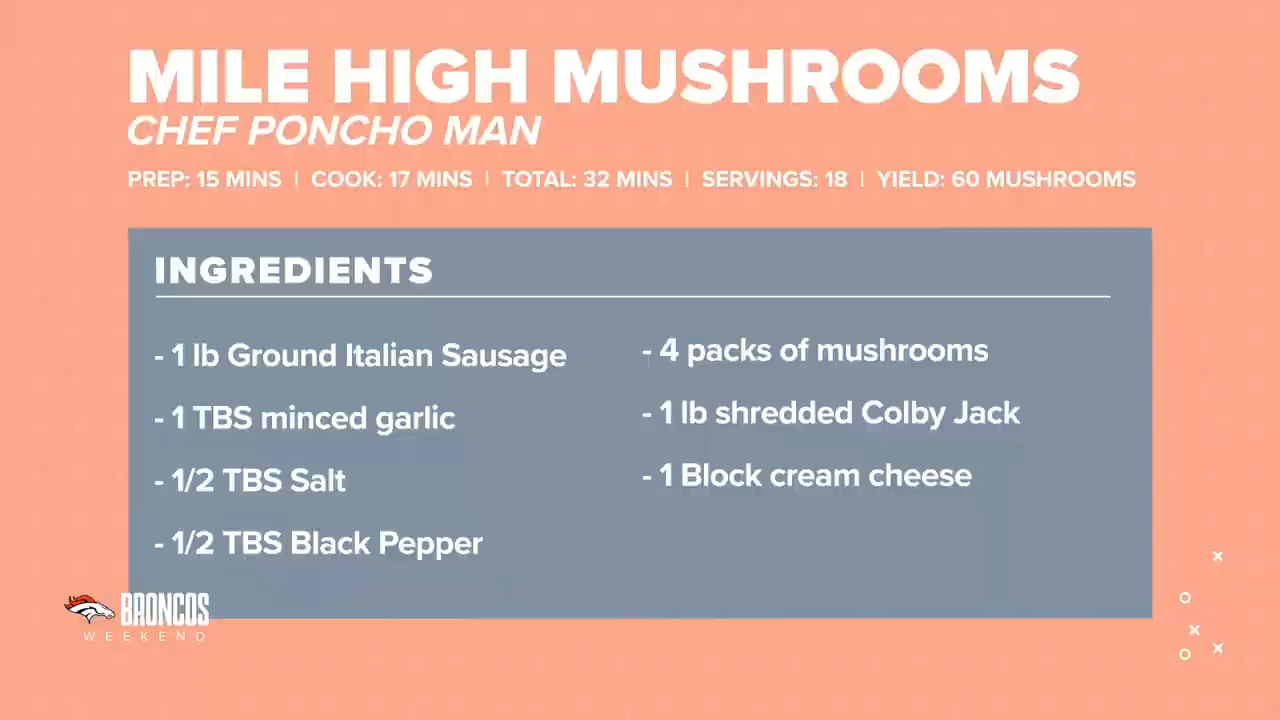 MILE HIGH MUSHROOMS
CHEF PONCHO MAN
PREP: 15 MINS | COOK: 17 MINS | TOTAL: 32 MINS | SERVINGS: 18 | YIELD: 60 MUSHROOMS
INGREDIENTS
- 1 lb Ground Italian Sausage
- 1 TBS minced garlic
- 1/2 TBS Salt
- 1/2 TBS Black Pepper
- 4 packs of mushrooms
- 1 lb shredded Colby Jack
- 1 Block cream cheese
BRONCOS
WEEKEND